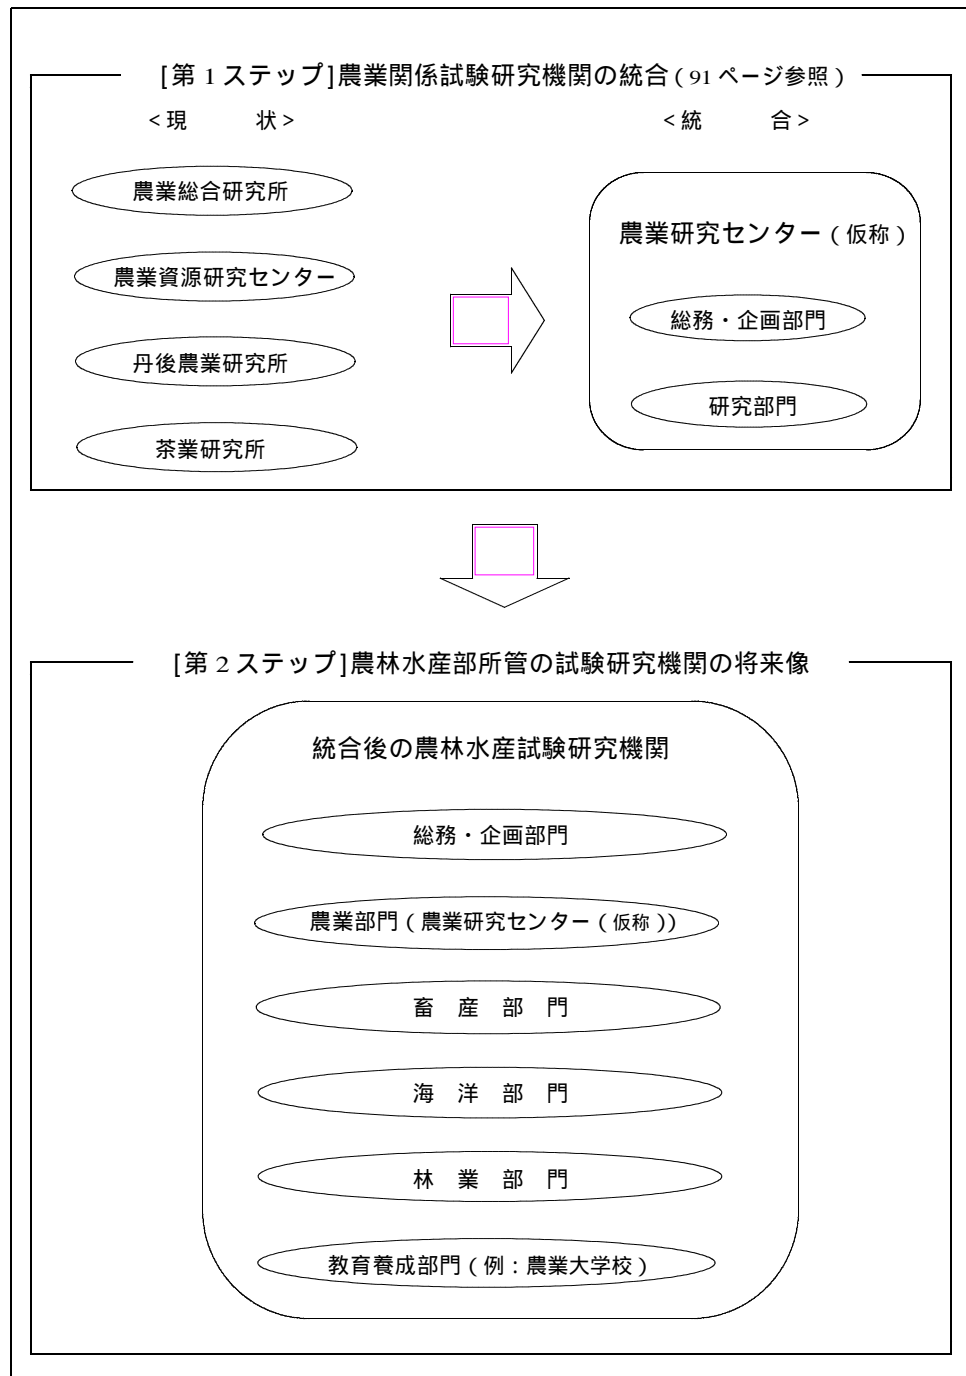 [第1ステップ]農業関係試験研究機関の統合(91ページ参照)
<現　　　状>
<統　　　合>
農業総合研究所
農業資源研究センター
丹後農業研究所
茶業研究所
農業研究センター(仮称)
総務・企画部門
研究部門
[第2ステップ]農林水産部所管の試験研究機関の将来像
統合後の農林水産試験研究機関
総務・企画部門
農業部門(農業研究センター(仮称))
畜　産　部　門
海　洋　部　門
林　業　部　門
教育養成部門(例:農業大学校)